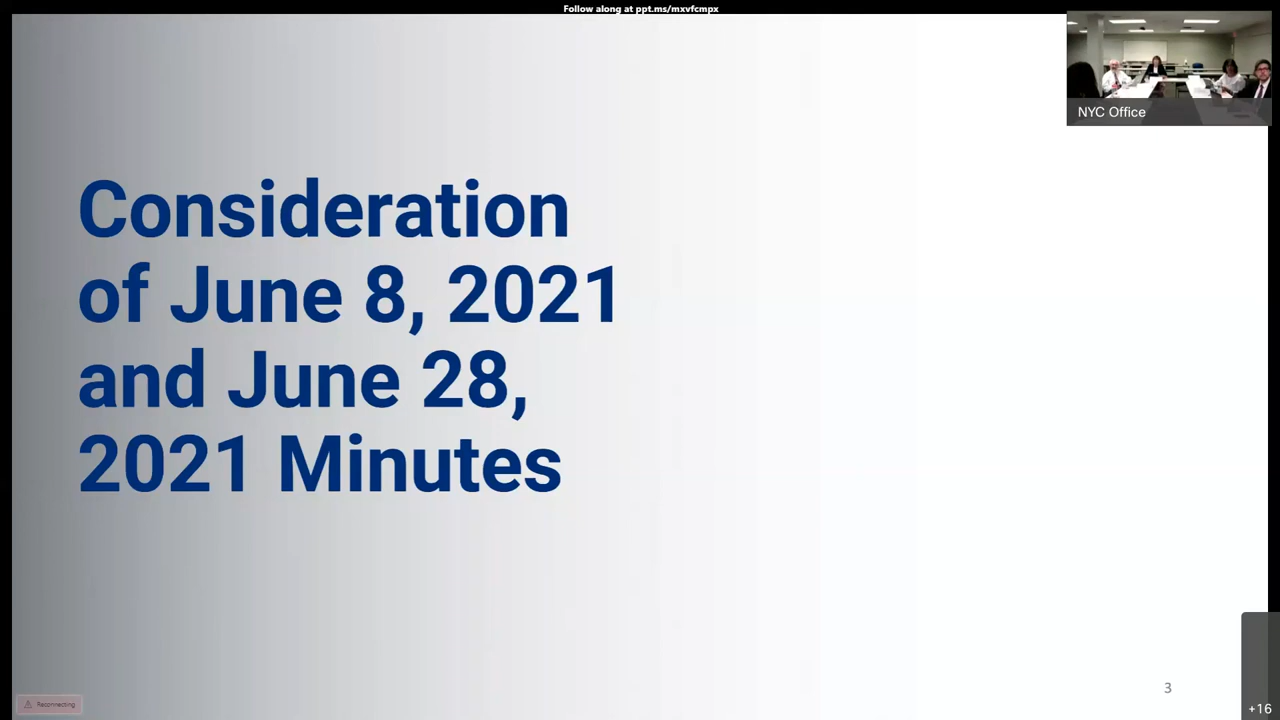 Follow along at ppt.ms/mxvfcmpx
NYC Office
Consideration
of June 8, 2021
and June 28,
2021 Minutes
3
Reconnecting
+16